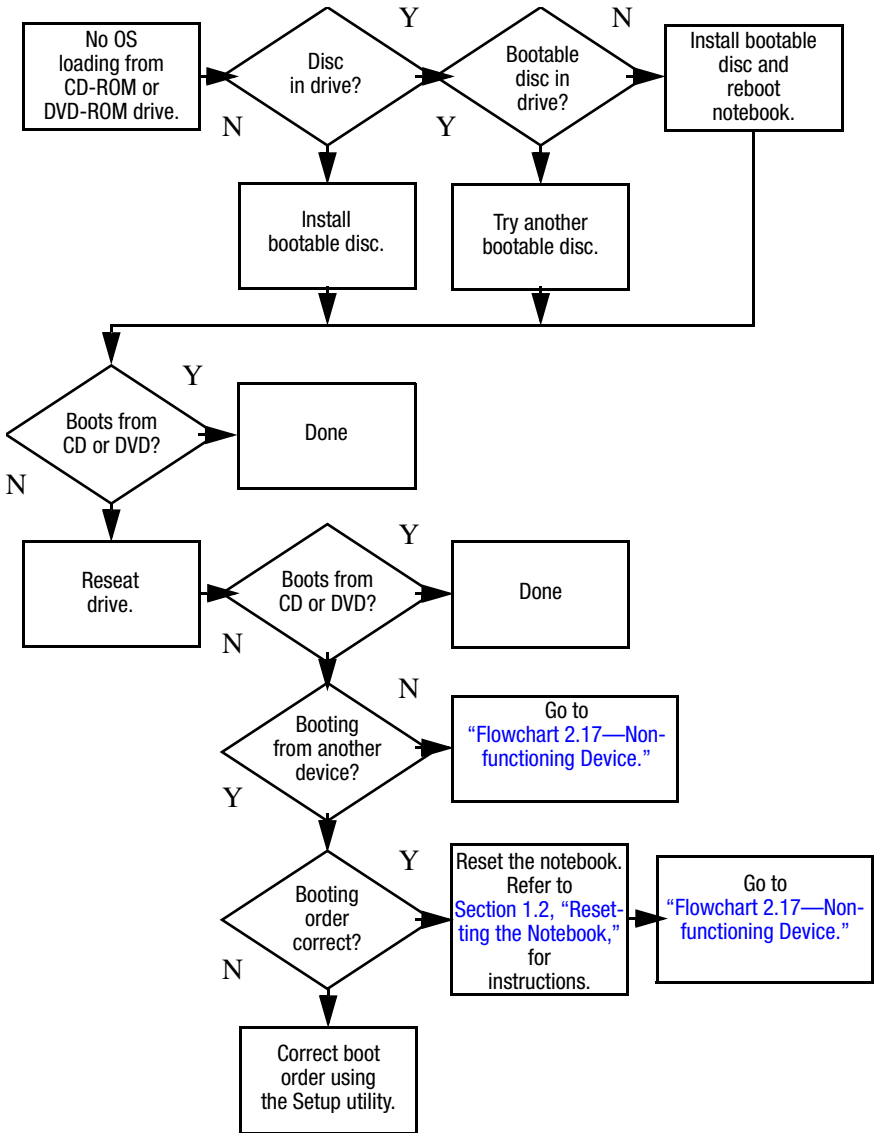 No OS
loading from
CD-ROM or
DVD-ROM drive.
Disc
in drive?
Y
N
Bootable
disc in
drive?
N
Y
Install bootable
disc and
reboot
notebook.
Install
bootable disc.
Try another
bootable disc.
Boots from
CD or DVD?
Y
N
Done
Reseat
drive.
Boots from
CD or DVD?
Y
N
Done
Booting
from another
device?
N
Y
Go to
“Flowchart 2.17—Non-
functioning Device.”
Booting
order
correct?
Y
N
Reset the notebook.
Refer to
Section 1.2, “Reset-
ting the Notebook,”
for
instructions.
Go to
“Flowchart 2.17—Non-
functioning Device.”
Correct boot
order using
the Setup utility.